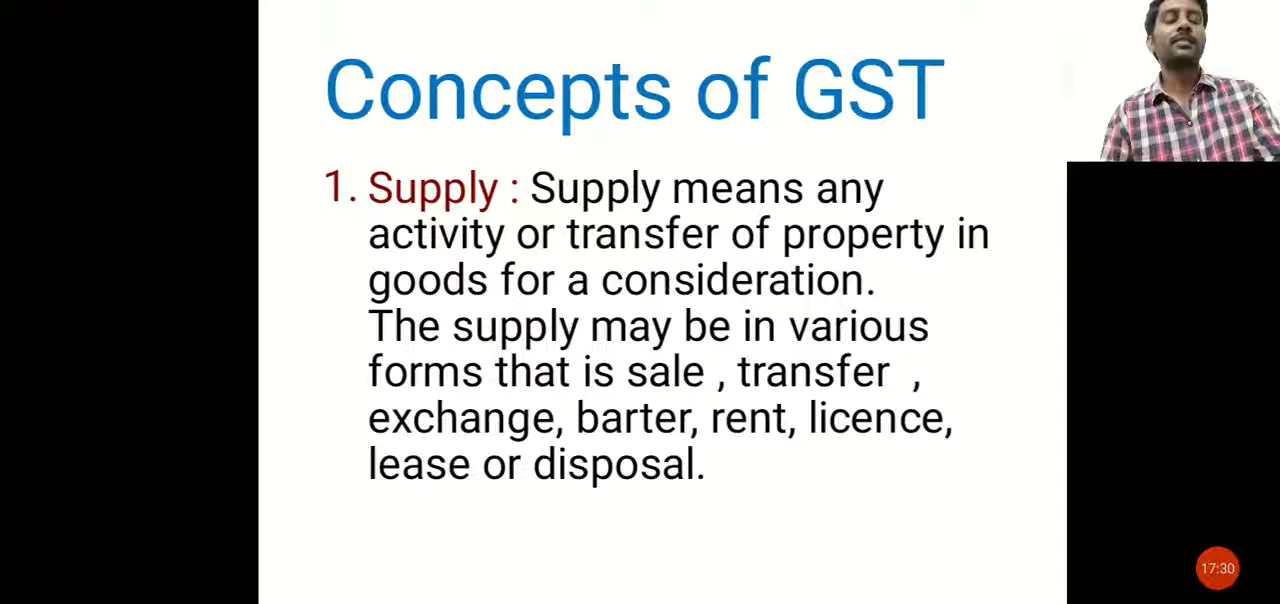 Concepts of GST
1. Supply : Supply means any
activity or transfer of property in
goods for a consideration.
The supply may be in various
forms that is sale , transfer  ,
exchange, barter, rent, licence,
lease or disposal.
17:30